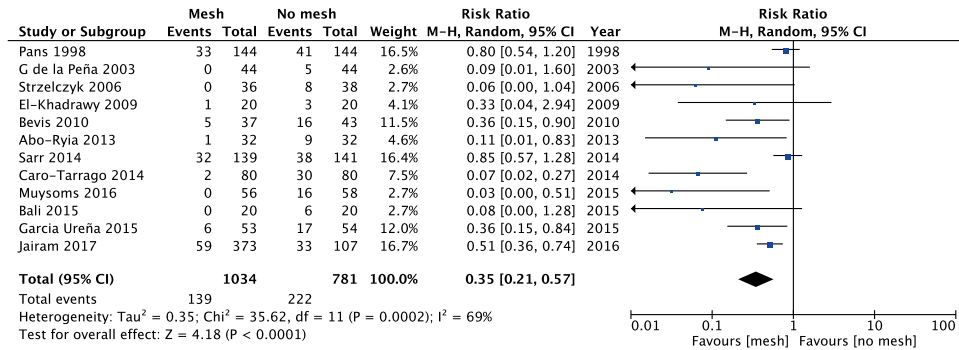 Mesh No mesh Risk Ratio Risk Ratio
Study or Subgroup Events Total Events Total Weight M-H, Random, 95% CI Year M-H, Random, 95% CI
Pans 1998 33 144 41 144 16.5% 0.80 [0.54, 1.20] 1998
G de la Peña 2003 0 44 5 44 2.6% 0.09 [0.01, 1.60] 2003
Strzelczyk 2006 0 36 8 38 2.7% 0.06 [0.00, 1.04] 2006
El-Khadrawy 2009 1 20 3 20 4.1% 0.33 [0.04, 2.94] 2009
Bevis 2010 5 37 16 43 11.5% 0.36 [0.15, 0.90] 2010
Abo-Ryia 2013 1 32 9 32 4.6% 0.11 [0.01, 0.83] 2013
Sarr 2014 32 139 38 141 16.4% 0.85 [0.57, 1.28] 2014
Caro-Tarrago 2014 2 80 30 80 7.5% 0.07 [0.02, 0.27] 2014
Muysoms 2016 0 56 16 58 2.7% 0.03 [0.00, 0.51] 2015
Bali 2015 0 20 6 20 2.7% 0.08 [0.00, 1.28] 2015
Garcia Ureña 2015 6 53 17 54 12.0% 0.36 [0.15, 0.84] 2015
Jairam 2017 59 373 33 107 16.7% 0.51 [0.36, 0.74] 2016
Total (95% CI) 1034 781 100.0% 0.35 [0.21, 0.57]
Total events 139 222
Heterogeneity: Tau² = 0.35; Chi² = 35.62, df = 11 (P = 0.0002); I² = 69%
Test for overall effect: Z = 4.18 (P < 0.0001)
0.01 0.1 1 10 100
Favours [mesh] Favours [no mesh]